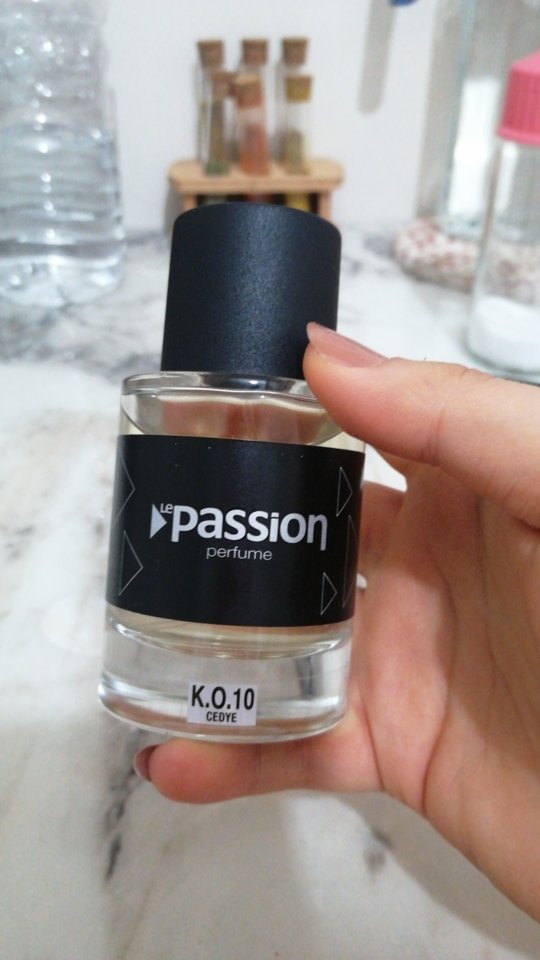 Le Passion
perfume
K.O.10
CEDYE